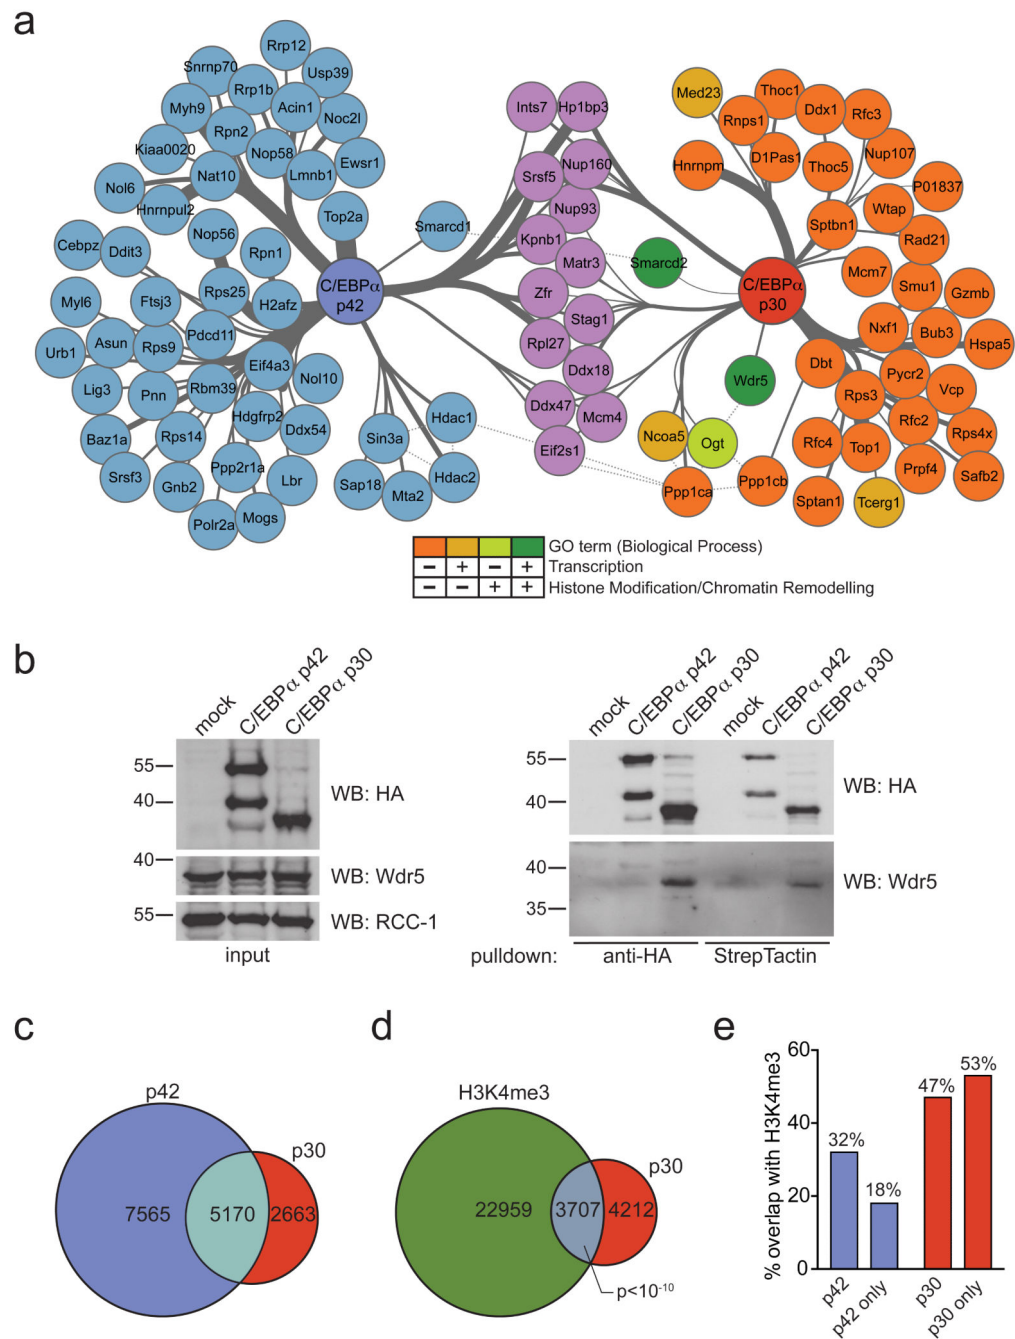 a
Rrp12
Snrnp70
Usp39
Rrp1b
Myh9
Acin1
Noc2l
Rpn2
Kiaa0020
Nop58
Ewsr1
Lmnb1
Nol6
Nat10
Hnrnpul2
Top2a
Nop56
Cebpz
Ddit3
Rpn1
C/EBPα
p42
Smarcd1
Myl6
Ftsj3
Rps25
H2afz
Urb1
Asun
Rps9
Pdcd11
Eif4a3
Nol10
Lig3
Pnn
Rbm39
Hdgfrp2
Ddx54
Baz1a
Rps14
Ppp2r1a
Srsf3
Gnb2
Lbr
Polr2a
Mogs
Hdac1
Sin3a
Sap18
Mta2
Hdac2
Ints7
Hp1bp3
Nup160
Srsf5
Nup93
Kpnb1
Matr3
Zfr
Stag1
Rpl27
Ddx18
Ddx47
Mcm4
Eif2s1
Smarcd2
Wdr5
Ncoa5
Ogt
Ppp1ca
Ppp1cb
C/EBPα
p30
Med23
Thoc1
Rnps1
Ddx1
Rfc3
Hnrnpm
D1Pas1
Thoc5
Nup107
P01837
Wtap
Sptbn1
Rad21
Mcm7
Smu1
Gzmb
Nxf1
Bub3
Hspa5
Dbt
Pycr2
Rps3
Vcp
Rfc2
Rps4x
Rfc4
Top1
Prpf4
Safb2
Sptan1
Tcerg1
GO term (Biological Process)
− + − + Transcription
− − + + Histone Modification/Chromatin Remodelling
b
mock
C/EBPα p42
C/EBPα p30
55
40
WB: HA
40
WB: Wdr5
55
WB: RCC-1
input
mock
C/EBPα p42
C/EBPα p30
mock
C/EBPα p42
C/EBPα p30
55
40
WB: HA
40
35
WB: Wdr5
pulldown: anti-HA StrepTactin
c
p42
p30
7565 5170 2663
d
H3K4me3
p30
22959 3707 4212
p<10⁻¹⁰
e
% overlap with H3K4me3
60
40
20
0
32%
18%
47%
53%
p42
p42 only
p30
p30 only